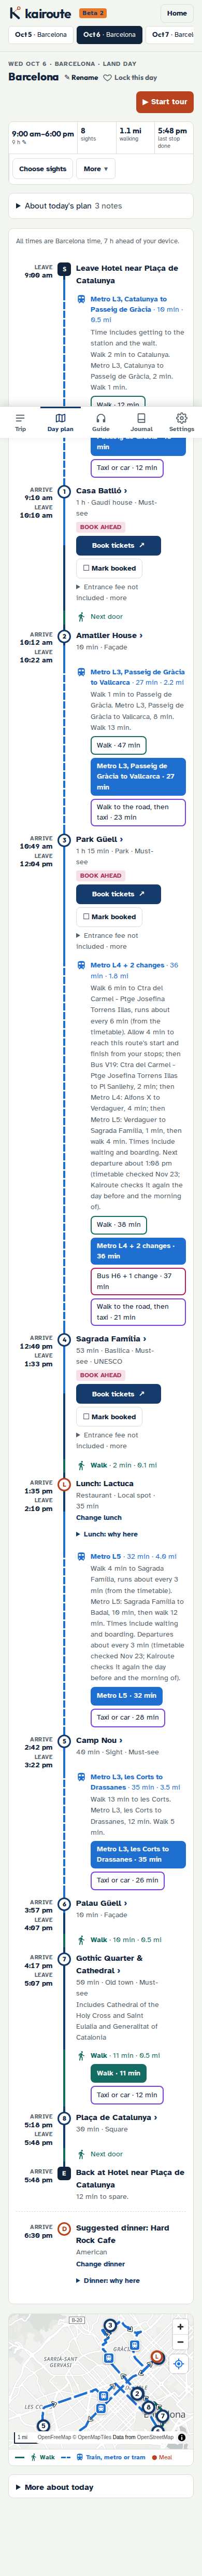 kairoute Beta 2 Home
Oct 5 · Barcelona Oct 6 · Barcelona Oct 7 · Barcel
WED OCT 6 · BARCELONA · LAND DAY
Barcelona ✎ Rename Lock this day
▶ Start tour
9:00 am–6:00 pm 8 1.1 mi 5:48 pm
9 h ✎ sights walking last stop
done
Choose sights More ▾
▶ About today's plan 3 notes
All times are Barcelona time, 7 h ahead of your device.
LEAVE
9:00 am
S
Leave Hotel near Plaça de
Catalunya
Metro L3, Catalunya to
Passeig de Gràcia · 10 min ·
0.5 mi
Time includes getting to the
station and the wait.
Walk 2 min to Catalunya.
Metro L3, Catalunya to
Passeig de Gràcia, 2 min.
Walk 1 min.
Walk · 12 min
Trip Day plan Guide Journal Settings
min
Taxi or car · 12 min
ARRIVE
9:10 am
LEAVE
10:10 am
1
Casa Batlló ›
1 h · Gaudí house · Must-
see
BOOK AHEAD
Book tickets ↗
☐ Mark booked
▶ Entrance fee not
included · more
Next door
ARRIVE
10:12 am
LEAVE
10:22 am
2
Amatller House ›
10 min · Façade
Metro L3, Passeig de Gràcia
to Vallcarca · 27 min · 2.2 mi
Walk 1 min to Passeig de
Gràcia. Metro L3, Passeig de
Gràcia to Vallcarca, 6 min.
Walk 13 min.
Walk · 47 min
Metro L3, Passeig de
Gràcia to Vallcarca · 27
min
Walk to the road, then
taxi · 23 min
ARRIVE
10:49 am
LEAVE
12:04 pm
3
Park Güell ›
1 h 15 min · Park · Must-
see
BOOK AHEAD
Book tickets ↗
☐ Mark booked
▶ Entrance fee not
included · more
Metro L4 + 2 changes · 36
min · 1.8 mi
Walk 6 min to Ctra del
Carmel - Ptge Josefina
Torrens Illas, runs about
every 6 min (from the
timetable). Allow 4 min to
reach this route's start and
finish from your stops; then
Bus V19: Ctra del Carmel -
Ptge Josefina Torrens Illas
to Pl Sanllehy, 2 min; then
Metro L4: Alfons X to
Verdaguer, 4 min; then
Metro L5: Verdaguer to
Sagrada Família, 1 min, then
walk 4 min. Times include
waiting and boarding. Next
departure about 1:08 pm
(timetable checked Nov 23;
Kairoute checks it again the
day before and the morning
of).
Walk · 38 min
Metro L4 + 2 changes ·
36 min
Bus H6 + 1 change · 37
min
Walk to the road, then
taxi · 21 min
ARRIVE
12:40 pm
LEAVE
1:33 pm
4
Sagrada Família ›
53 min · Basilica · Must-
see · UNESCO
BOOK AHEAD
Book tickets ↗
☐ Mark booked
▶ Entrance fee not
included · more
Walk · 2 min · 0.1 mi
ARRIVE
1:35 pm
LEAVE
2:10 pm
L
Lunch: Lactuca
Restaurant · Local spot ·
35 min
Change lunch
▶ Lunch: why here
Metro L5 · 32 min · 4.0 mi
Walk 4 min to Sagrada
Família, runs about every 3
min (from the timetable).
Metro L5: Sagrada Família to
Badal, 10 min, then walk 12
min. Times include waiting
and boarding. Departures
about every 3 min (timetable
checked Nov 23; Kairoute
checks it again the day
before and the morning of).
Metro L5 · 32 min
Taxi or car · 28 min
ARRIVE
2:42 pm
LEAVE
3:22 pm
5
Camp Nou ›
40 min · Sight · Must-see
Metro L3, les Corts to
Drassanes · 35 min · 3.5 mi
Walk 13 min to les Corts.
Metro L3, les Corts to
Drassanes, 12 min. Walk 5
min.
Metro L3, les Corts to
Drassanes · 35 min
Taxi or car · 26 min
ARRIVE
3:57 pm
LEAVE
4:07 pm
6
Palau Güell ›
10 min · Façade
Walk · 10 min · 0.5 mi
ARRIVE
4:17 pm
LEAVE
5:07 pm
7
Gothic Quarter &
Cathedral ›
50 min · Old town · Must-
see
Includes Cathedral of the
Holy Cross and Saint
Eulalia and Generalitat of
Catalonia
Walk · 11 min · 0.5 mi
Walk · 11 min
Taxi or car · 12 min
ARRIVE
5:18 pm
LEAVE
5:48 pm
8
Plaça de Catalunya ›
30 min · Square
Next door
ARRIVE
5:48 pm
E
Back at Hotel near Plaça de
Catalunya
12 min to spare.
ARRIVE
6:30 pm
D
Suggested dinner: Hard
Rock Cafe
American
Change dinner
▶ Dinner: why here
B-20
SARRIÀ-SANT
GERVASI
GRÀC
LES CO
3
L
2
8
7
5
1 mi OpenFreeMap © OpenMapTiles Data from OpenStreetMap
Walk Train, metro or tram Meal
▶ More about today